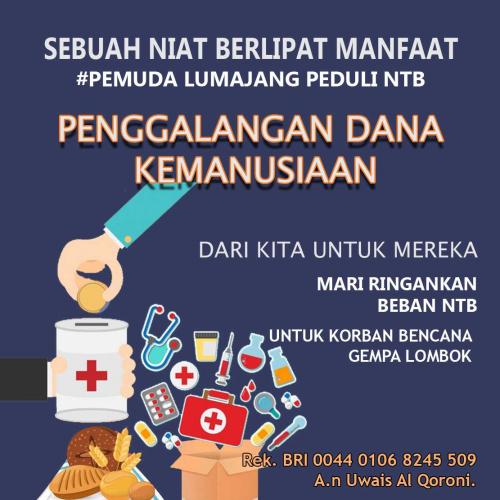 SEBUAH NIAT BERLIPAT MANFAAT
#PEMUDA LUMAJANG PEDULI NTB
PENGGALANGAN DANA
KEMANUSIAAN
DARI KITA UNTUK MEREKA
MARI RINGANKAN
BEBAN NTB
UNTUK KORBAN BENCANA
GEMPA LOMBOK
Rek. BRI 0044 0106 8245 509
A.n Uwais Al Qoroni.